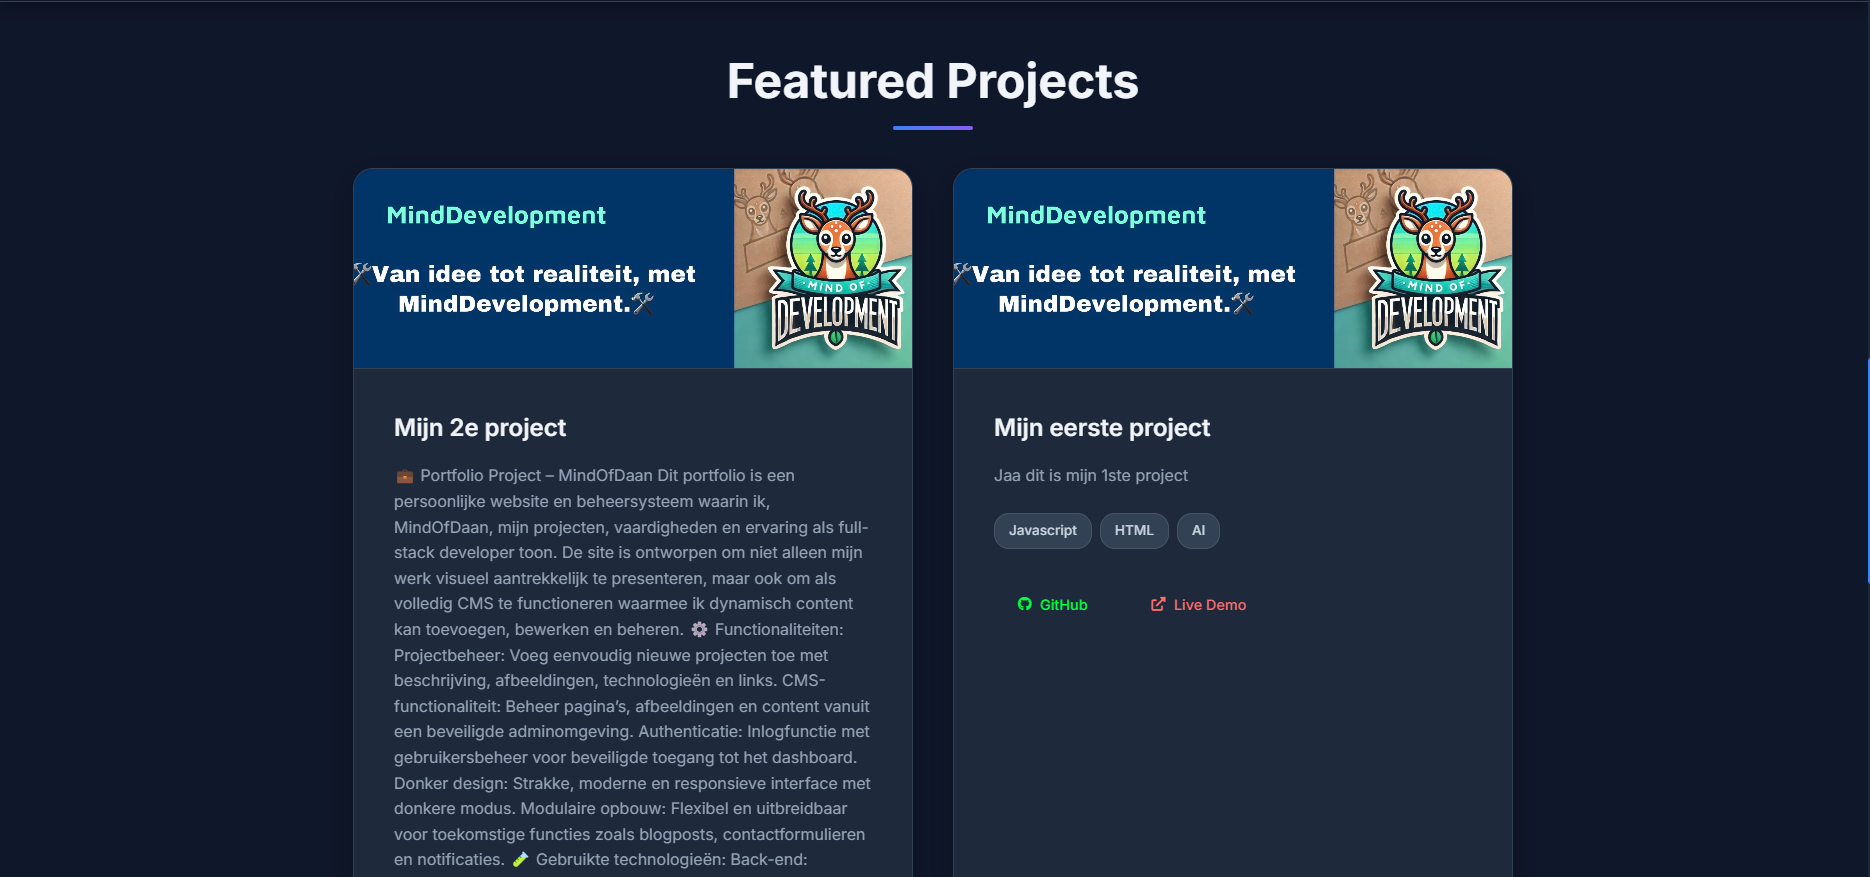 Featured Projects
MindDevelopment
🛠️Van idee tot realiteit, met
MindDevelopment.🛠️
MIND OF
DEVELOPMENT
Mijn 2e project
💼 Portfolio Project – MindOfDaan Dit portfolio is een
persoonlijke website en beheersysteem waarin ik,
MindOfDaan, mijn projecten, vaardigheden en ervaring als full-
stack developer toon. De site is ontworpen om niet alleen mijn
werk visueel aantrekkelijk te presenteren, maar ook om als
volledig CMS te functioneren waarmee ik dynamisch content
kan toevoegen, bewerken en beheren. ⚙️ Functionaliteiten:
Projectbeheer: Voeg eenvoudig nieuwe projecten toe met
beschrijving, afbeeldingen, technologieën en links. CMS-
functionaliteit: Beheer pagina’s, afbeeldingen en content vanuit
een beveiligde adminomgeving. Authenticatie: Inlogfunctie met
gebruikersbeheer voor beveiligde toegang tot het dashboard.
Donker design: Strakke, moderne en responsieve interface met
donkere modus. Modulaire opbouw: Flexibel en uitbreidbaar
voor toekomstige functies zoals blogposts, contactformulieren
en notificaties. 🧪 Gebruikte technologieën: Back-end:
MindDevelopment
🛠️Van idee tot realiteit, met
MindDevelopment.🛠️
MIND OF
DEVELOPMENT
Mijn eerste project
Jaa dit is mijn 1ste project
Javascript HTML AI
GitHub Live Demo